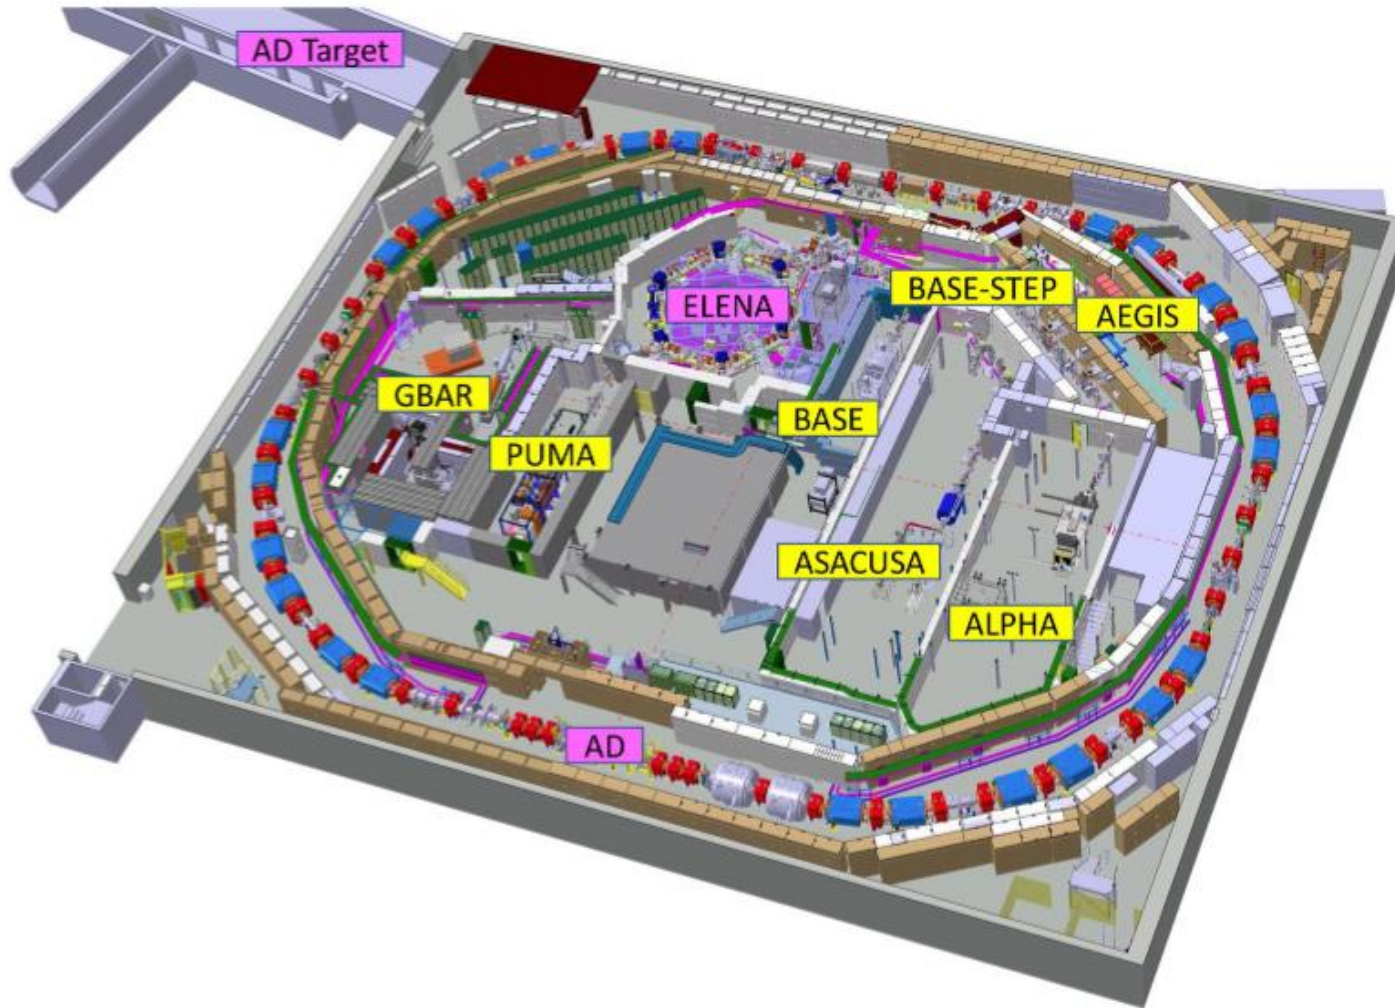 AD Target
ELENA
BASE-STEP
AEGIS
GBAR
BASE
PUMA
ASACUSA
ALPHA
AD